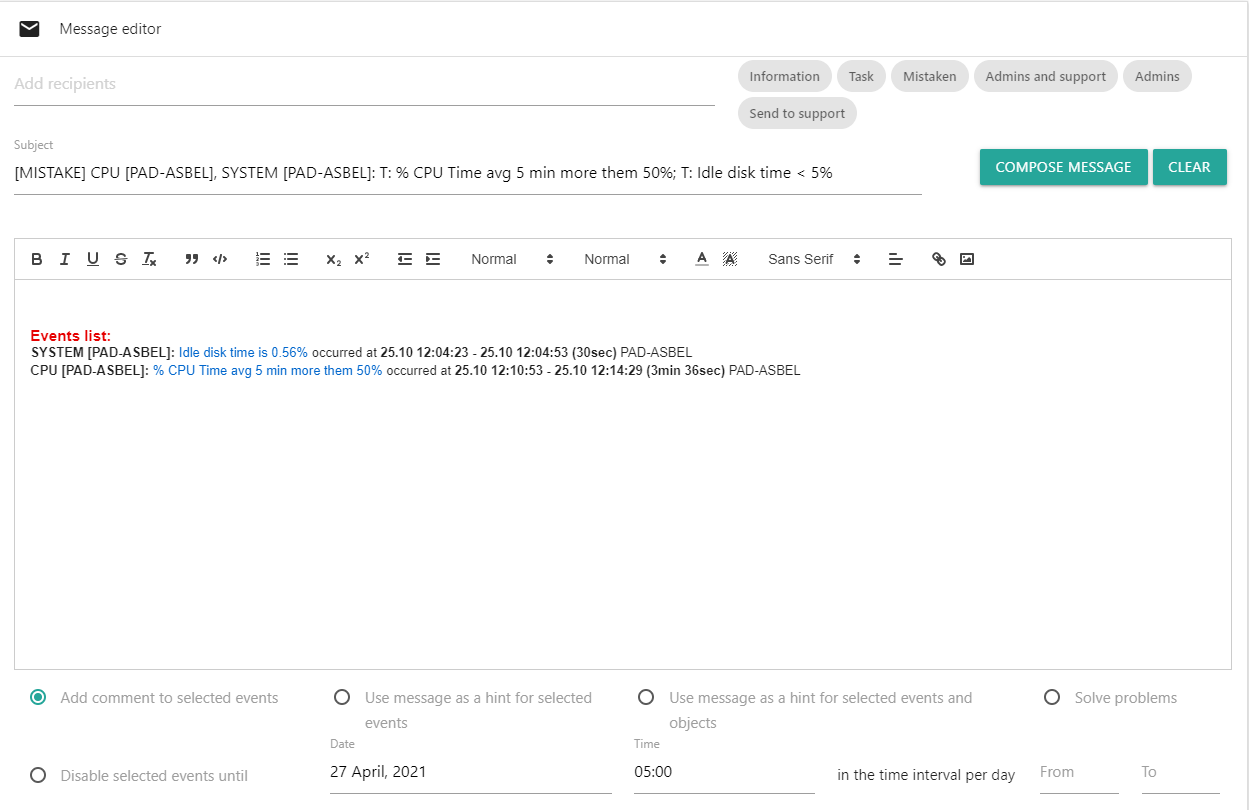 Message editor
Add recipients
Information Task Mistaken Admins and support Admins
Send to support
Subject
[MISTAKE] CPU [PAD-ASBEL], SYSTEM [PAD-ASBEL]: T: % CPU Time avg 5 min more them 50%; T: Idle disk time < 5%
COMPOSE MESSAGE CLEAR
Normal Normal Sans Serif
Events list:
SYSTEM [PAD-ASBEL]: Idle disk time is 0.56% occurred at 25.10 12:04:23 - 25.10 12:04:53 (30sec) PAD-ASBEL
CPU [PAD-ASBEL]: % CPU Time avg 5 min more them 50% occurred at 25.10 12:10:53 - 25.10 12:14:29 (3min 36sec) PAD-ASBEL
Add comment to selected events
Use message as a hint for selected
events
Use message as a hint for selected events and
objects
Solve problems
Disable selected events until
Date
27 April, 2021
Time
05:00
in the time interval per day
From
To